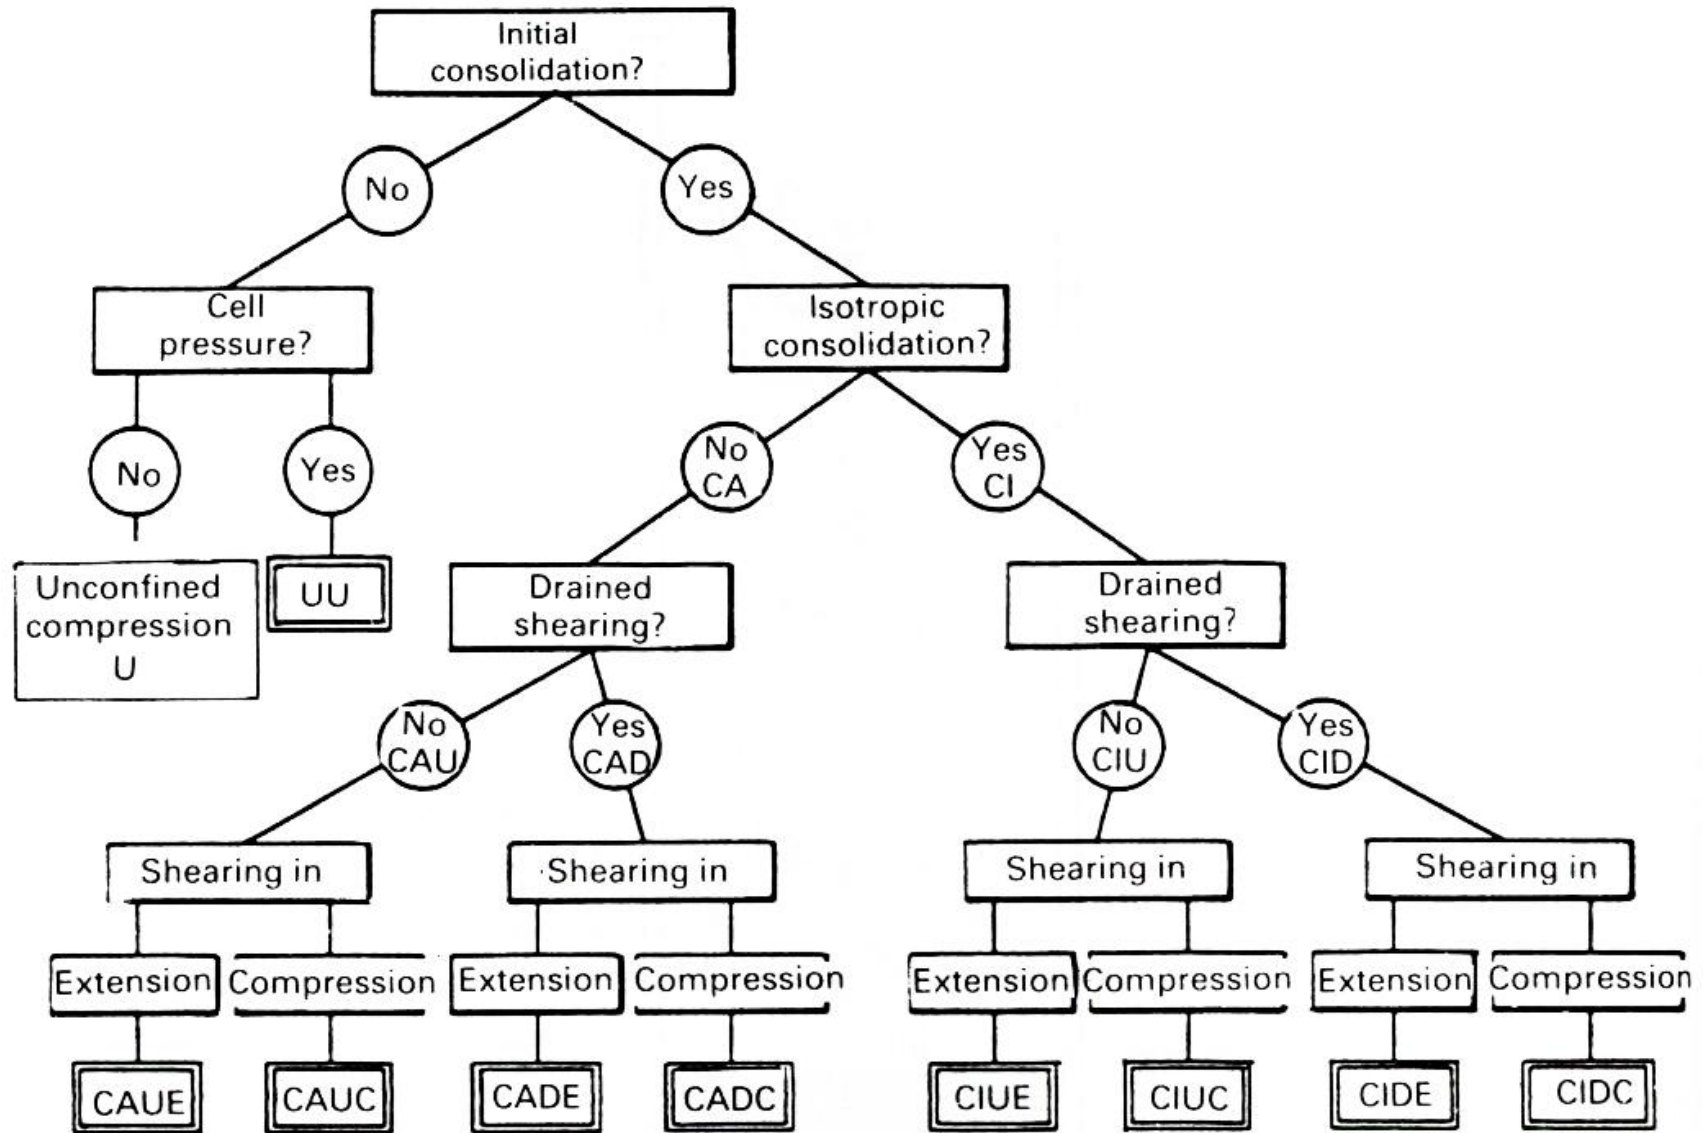 Initial
consolidation?
No
Yes
Cell
pressure?
Isotropic
consolidation?
No
Yes
No
CA
Yes
CI
Unconfined
compression
U
UU
Drained
shearing?
Drained
shearing?
No
CAU
Yes
CAD
No
CIU
Yes
CID
Shearing in
Shearing in
Shearing in
Shearing in
Extension
Compression
Extension
Compression
Extension
Compression
Extension
Compression
CAUE
CAUC
CADE
CADC
CIUE
CIUC
CIDE
CIDC